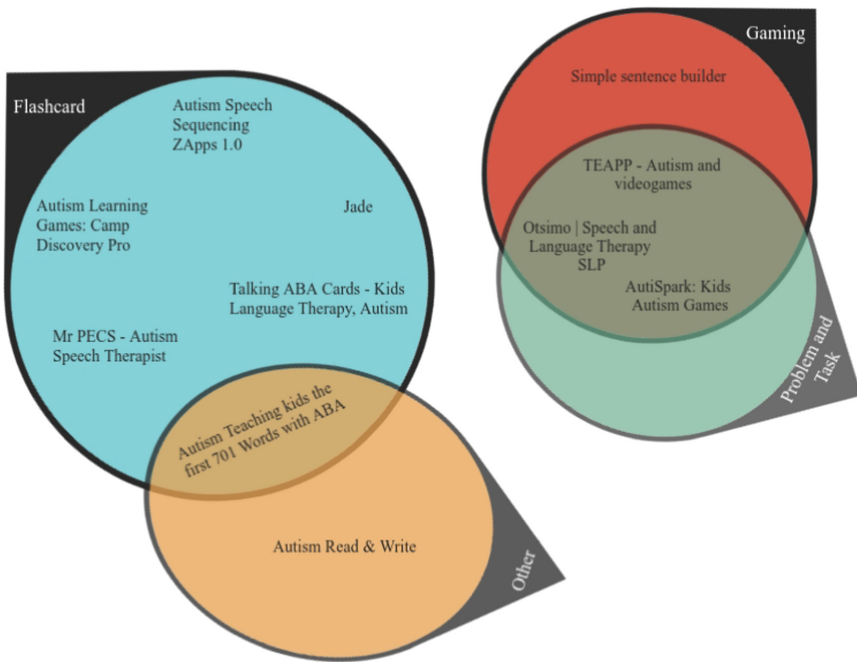 Flashcard
Autism Speech
Sequencing
ZApps 1.0
Autism Learning
Games: Camp
Discovery Pro
Jade
Talking ABA Cards - Kids
Language Therapy, Autism
Mr PECS - Autism
Speech Therapist
Autism Teaching kids the
first 701 Words with ABA
Autism Read & Write
Other
Gaming
Simple sentence builder
TEAPP - Autism and
videogames
Otsimo | Speech and
Language Therapy
SLP
AutiSpark: Kids
Autism Games
Problem and
Task